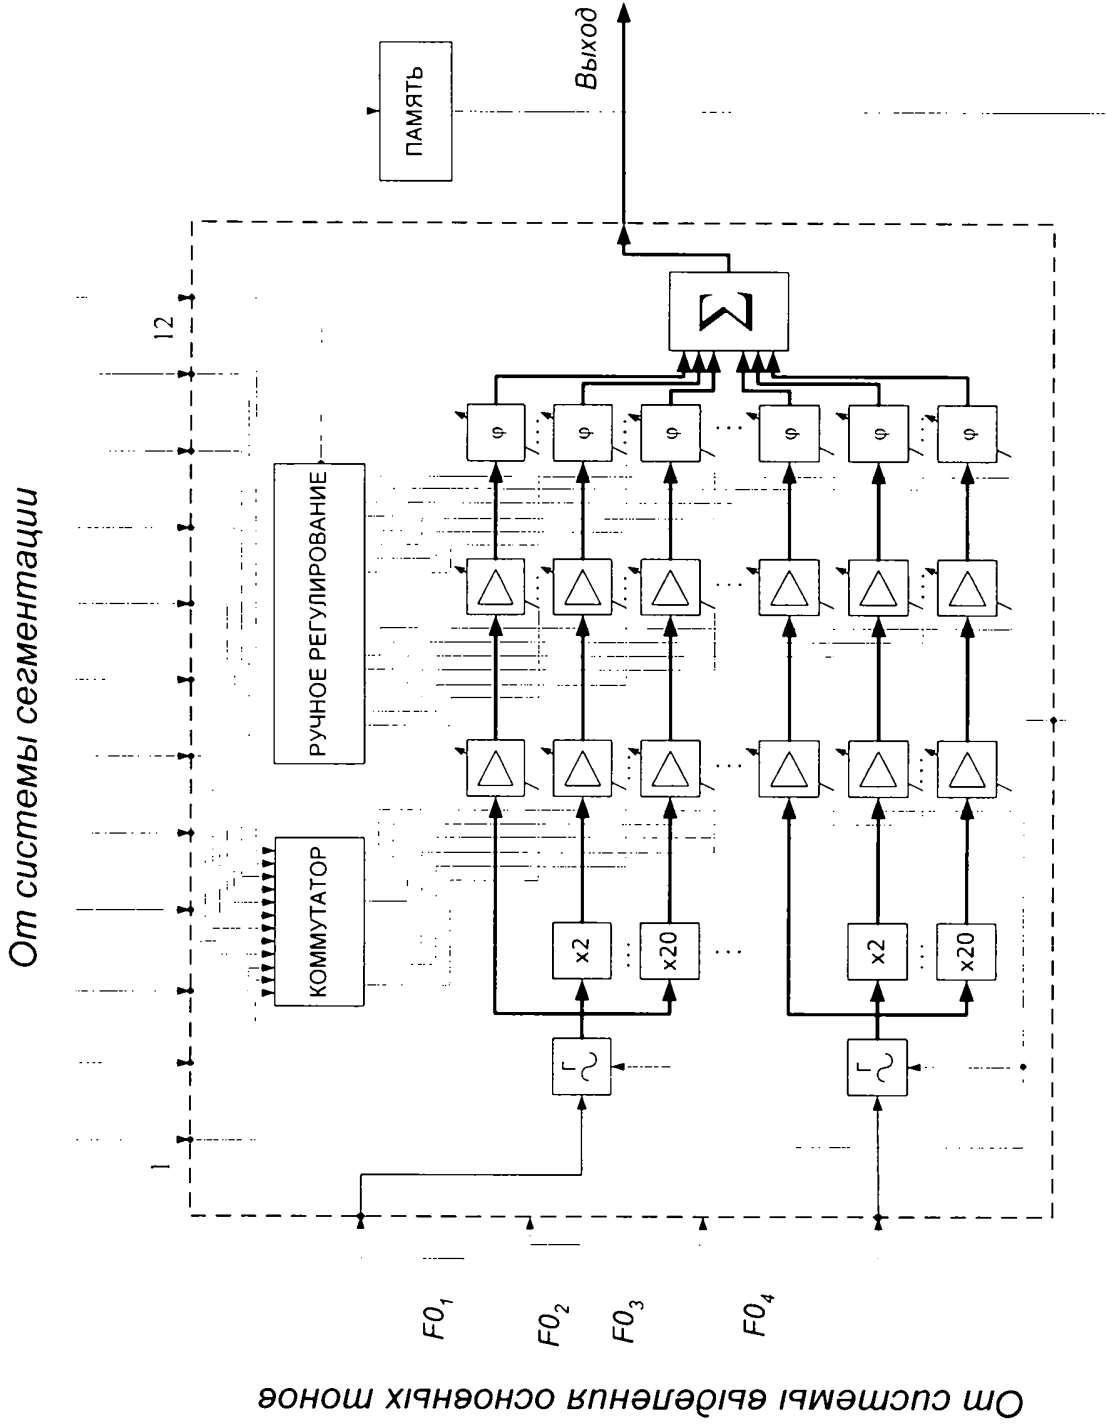 От системы сегментации
От системы выделения основных тонов
1
12
F0₁
F0₂
F0₃
F0₄
КОММУТАТОР
РУЧНОЕ РЕГУЛИРОВАНИЕ
ПАМЯТЬ
Г
x2
x20
φ
φ
φ
Г
x2
x20
φ
φ
φ
Σ
Выход